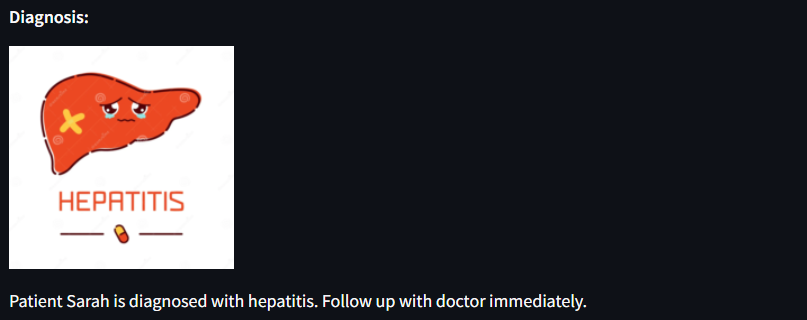 Diagnosis:
HEPATITIS
Patient Sarah is diagnosed with hepatitis. Follow up with doctor immediately.